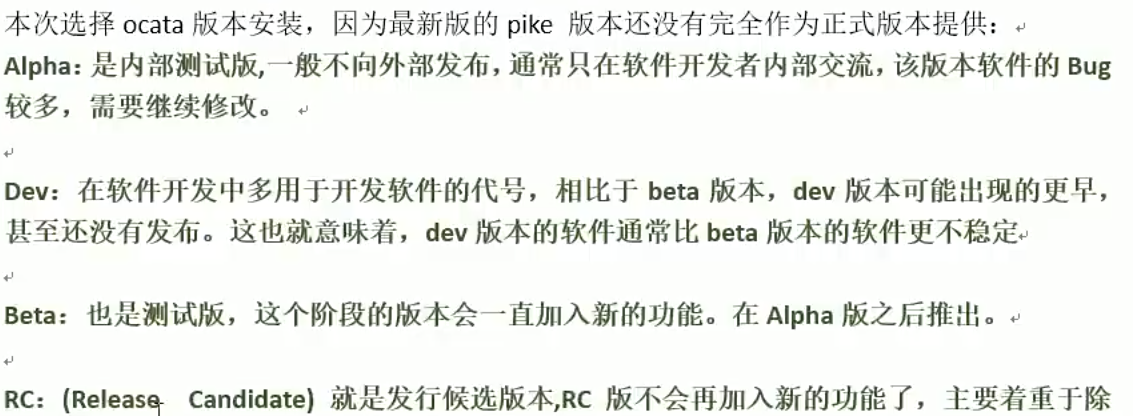 本次选择 ocata 版本安装，因为最新版的 pike 版本还没有完全作为正式版本提供：
Alpha：是内部测试版,一般不向外部发布，通常只在软件开发者内部交流，该版本软件的 Bug
较多，需要继续修改。
Dev：在软件开发中多用于开发软件的代号，相比于 beta 版本，dev 版本可能出现的更早，
甚至还没有发布。这也就意味着，dev 版本的软件通常比 beta 版本的软件更不稳定
Beta：也是测试版，这个阶段的版本会一直加入新的功能。在 Alpha 版之后推出。
RC：(Release Candidate) 就是发行候选版本,RC 版不会再加入新的功能了，主要着重于除